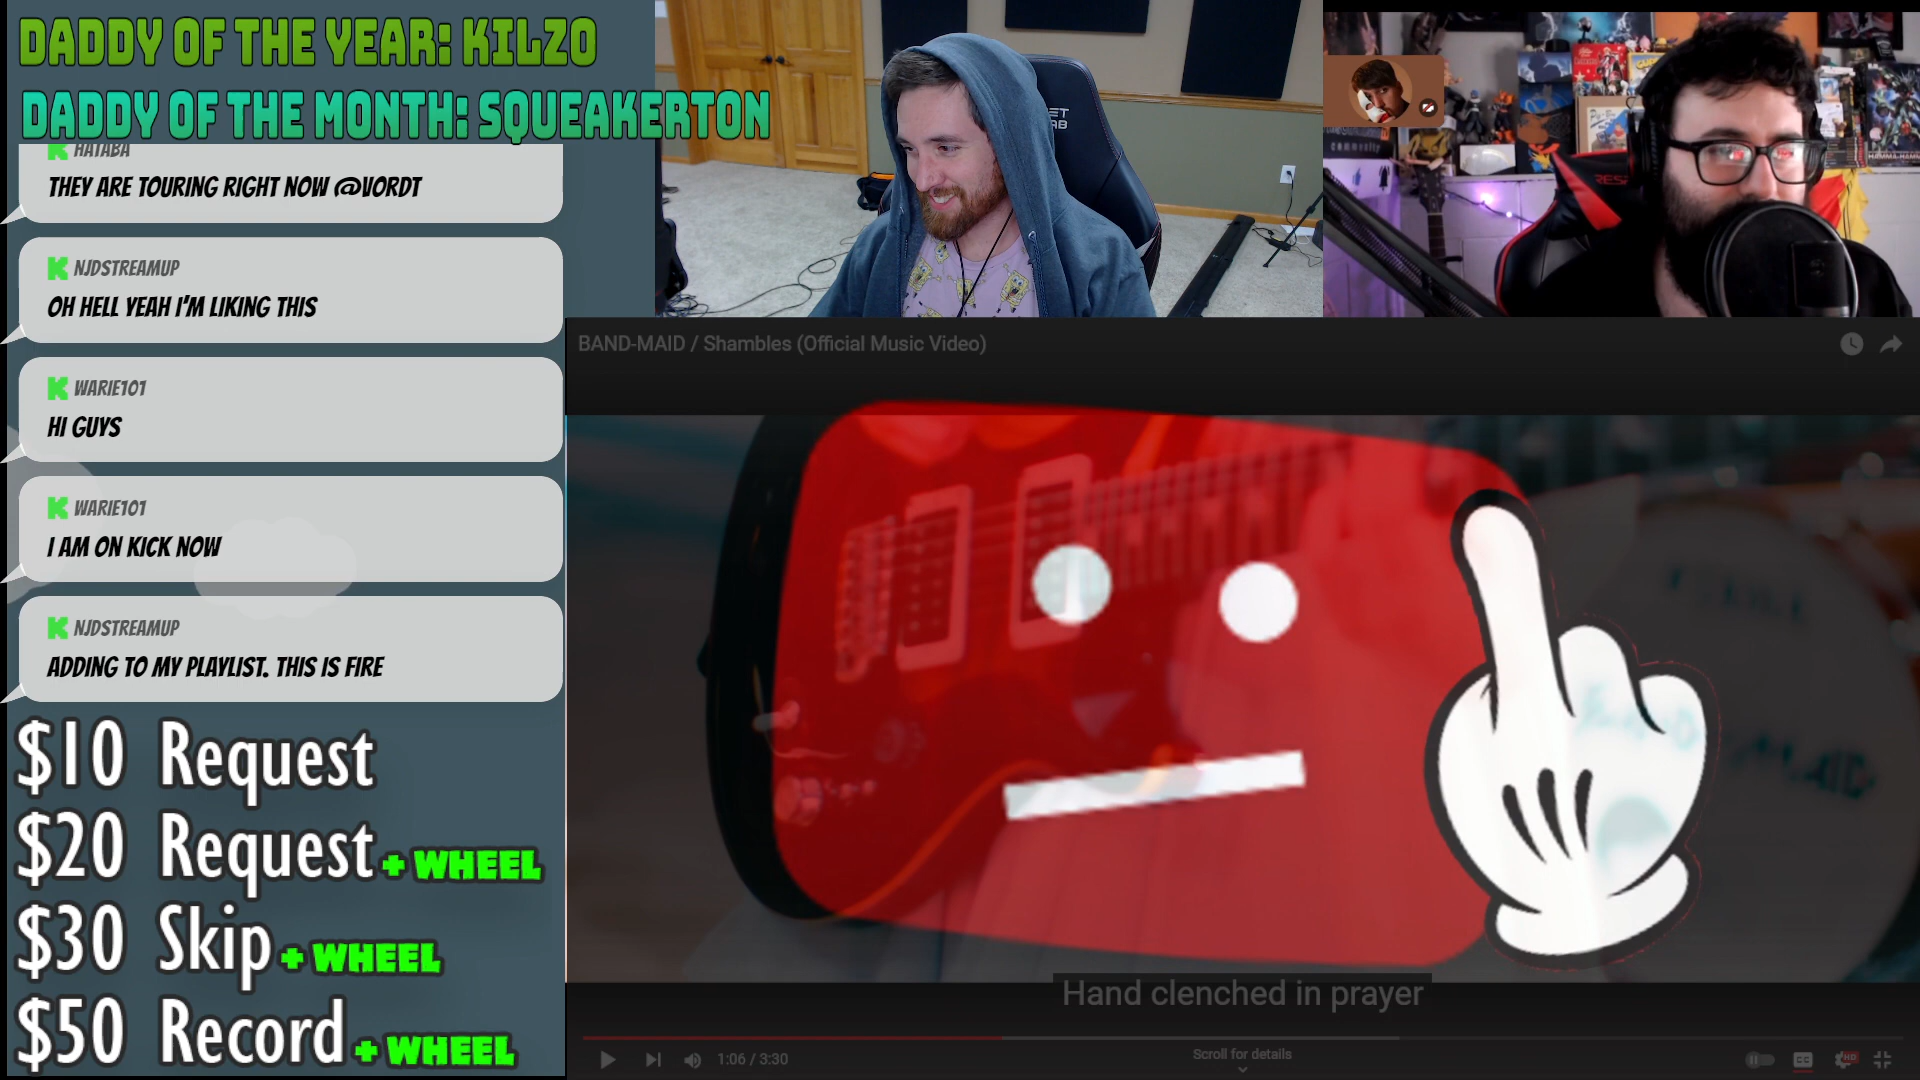 DADDY OF THE YEAR: KILZO
DADDY OF THE MONTH: SQUEAKERTON
HATABA
THEY ARE TOURING RIGHT NOW @VORDT
NJDSTREAMUP
OH HELL YEAH I'M LIKING THIS
WARIE101
HI GUYS
WARIE101
I AM ON KICK NOW
NJDSTREAMUP
ADDING TO MY PLAYLIST. THIS IS FIRE
$10 Request
$20 Request + WHEEL
$30 Skip + WHEEL
$50 Record + WHEEL
BAND-MAID / Shambles (Official Music Video)
Hand clenched in prayer
1:06 / 3:30
Scroll for details
CC
HD